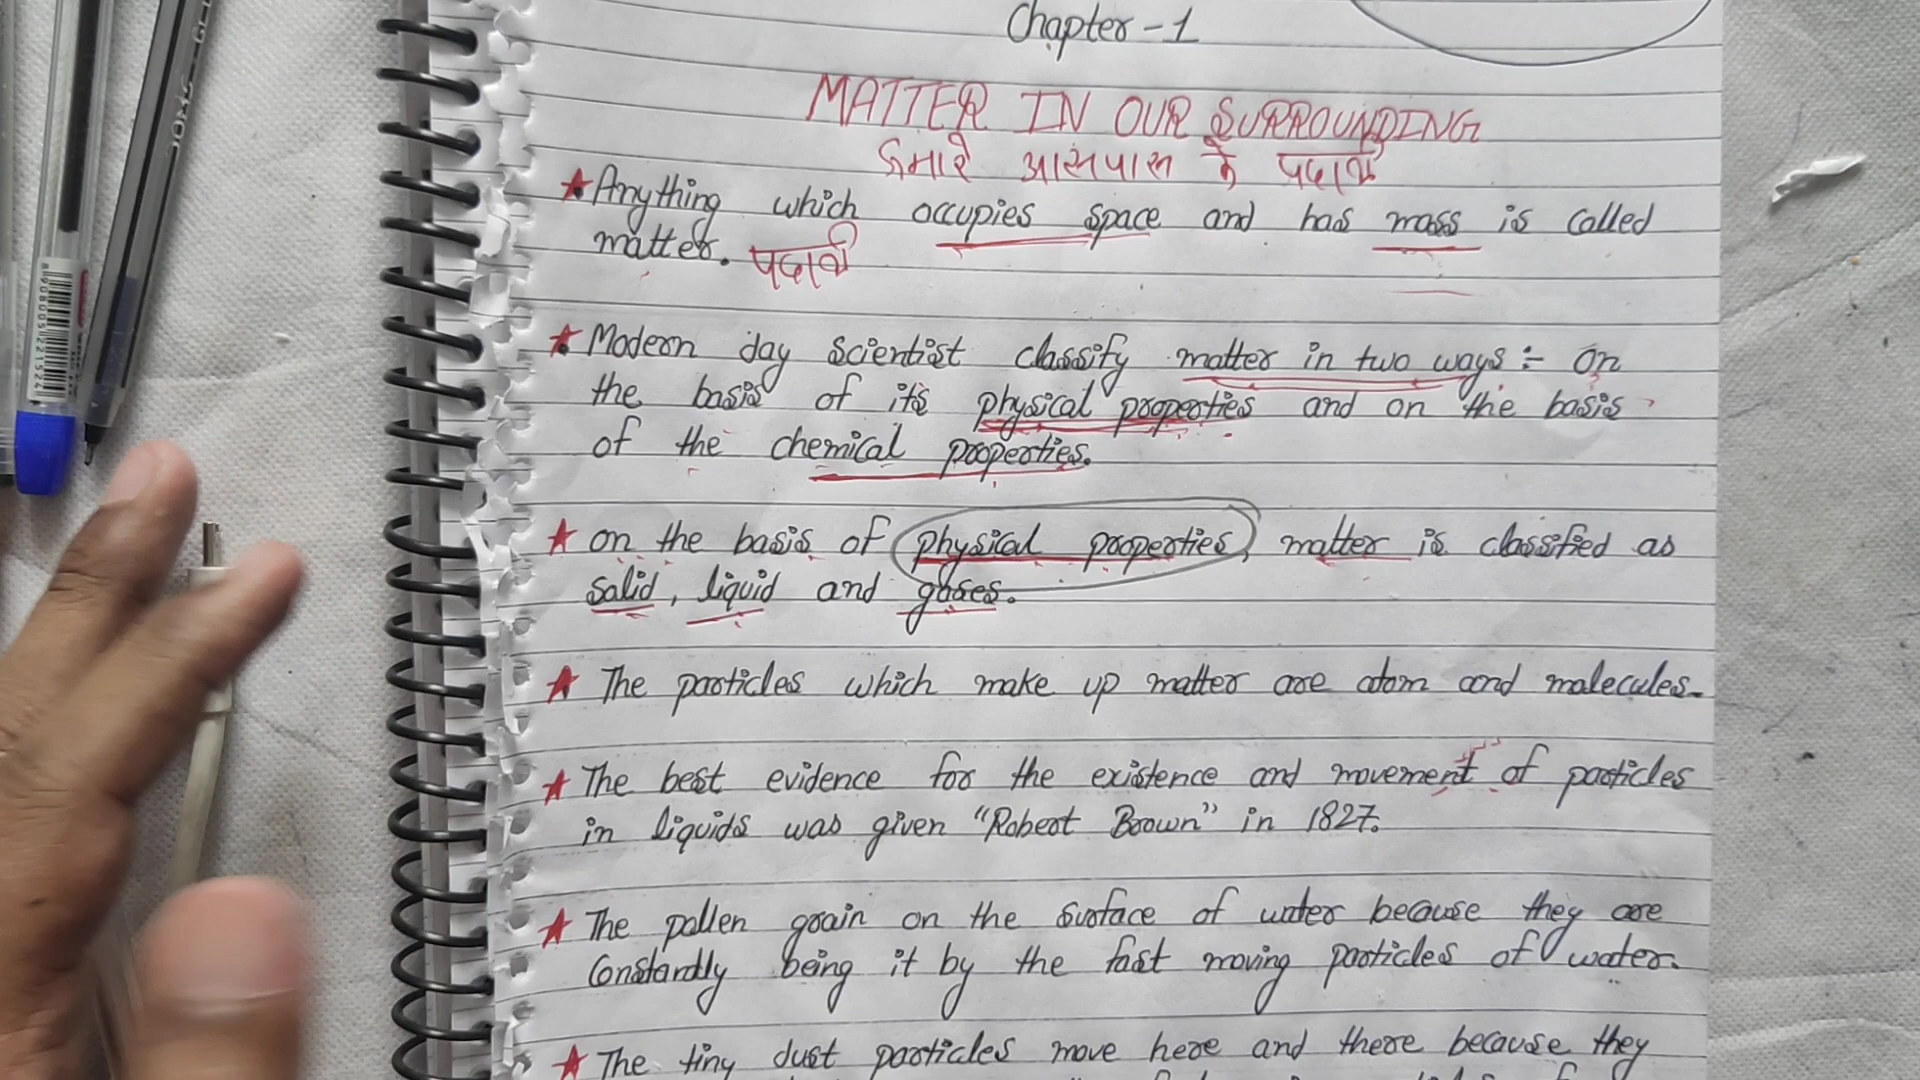 Chapter - 1
MATTER IN OUR SURROUNDING
हमारे आसपास के पदार्थ
★ Anything which occupies space and has mass is called
matter. पदार्थ
★ Modern day scientist classify matter in two ways :- On
the basis of its physical properties and on the basis
of the chemical properties.
★ on the basis of physical properties, matter is classified as
solid, liquid and gases.
★ The particles which make up matter are atom and molecules.
★ The best evidence for the existence and movement of particles
in liquids was given "Robert Brown" in 1827.
★ The pollen grain on the surface of water because they are
Constantly being it by the fast moving particles of water.
★ The tiny dust particles move here and there because they